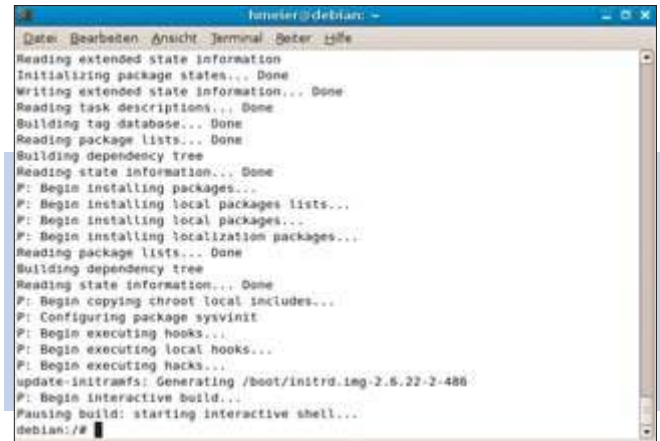 hmeier@debian: ~
Datei Bearbeiten Ansicht Terminal Reiter Hilfe
Reading extended state information
Initializing package states... Done
Writing extended state information... Done
Reading task descriptions... Done
Building tag database... Done
Reading package lists... Done
Building dependency tree
Reading state information... Done
P: Begin installing packages...
P: Begin installing local packages lists...
P: Begin installing local packages...
P: Begin installing localization packages...
Reading package lists... Done
Building dependency tree
Reading state information... Done
P: Begin copying chroot local includes...
P: Configuring package sysvinit
P: Begin executing hooks...
P: Begin executing local hooks...
P: Begin executing hacks...
update-initramfs: Generating /boot/initrd.img-2.6.22-2-486
P: Begin interactive build...
Pausing build: starting interactive shell...
debian:/#